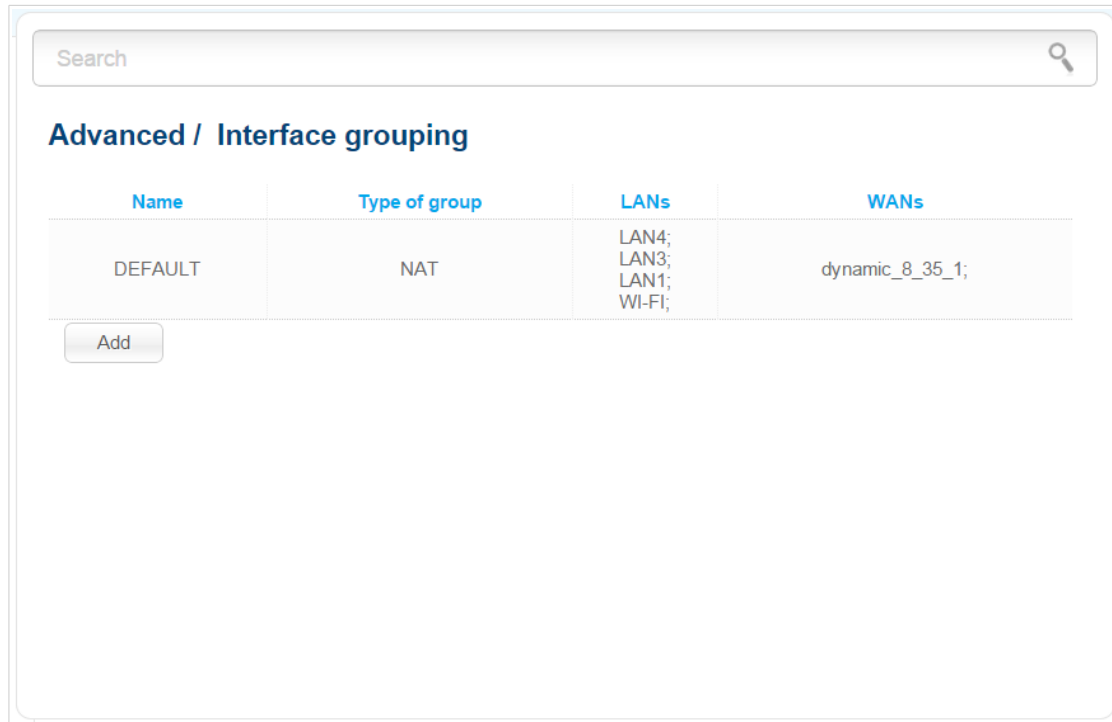 Search
Advanced /  Interface grouping
Name Type of group LANs WANs
DEFAULT NAT LAN4; LAN3; LAN1; WI-FI; dynamic_8_35_1;
Add